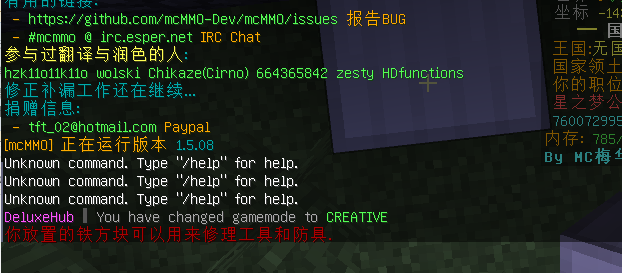 有用的链接:
- https://github.com/mcMMO-Dev/mcMMO/issues 报告BUG
- #mcmmo @ irc.esper.net IRC Chat
参与过翻译与润色的人:
hzk11o11k11o wolski Chikaze(Cirno) 664365842 zesty HDfunctions
修正补漏工作还在继续...
捐赠信息:
- tft_02@hotmail.com Paypal
[mcMMO] 正在运行版本 1.5.08
Unknown command. Type "/help" for help.
Unknown command. Type "/help" for help.
Unknown command. Type "/help" for help.
DeluxeHub | You have changed gamemode to CREATIVE
你放置的铁方块可以用来修理工具和防具.
坐标 -14
— 国
王国:无国
国家领土
你的职位
星之梦公
760072995
内存: 785/
By MC梅